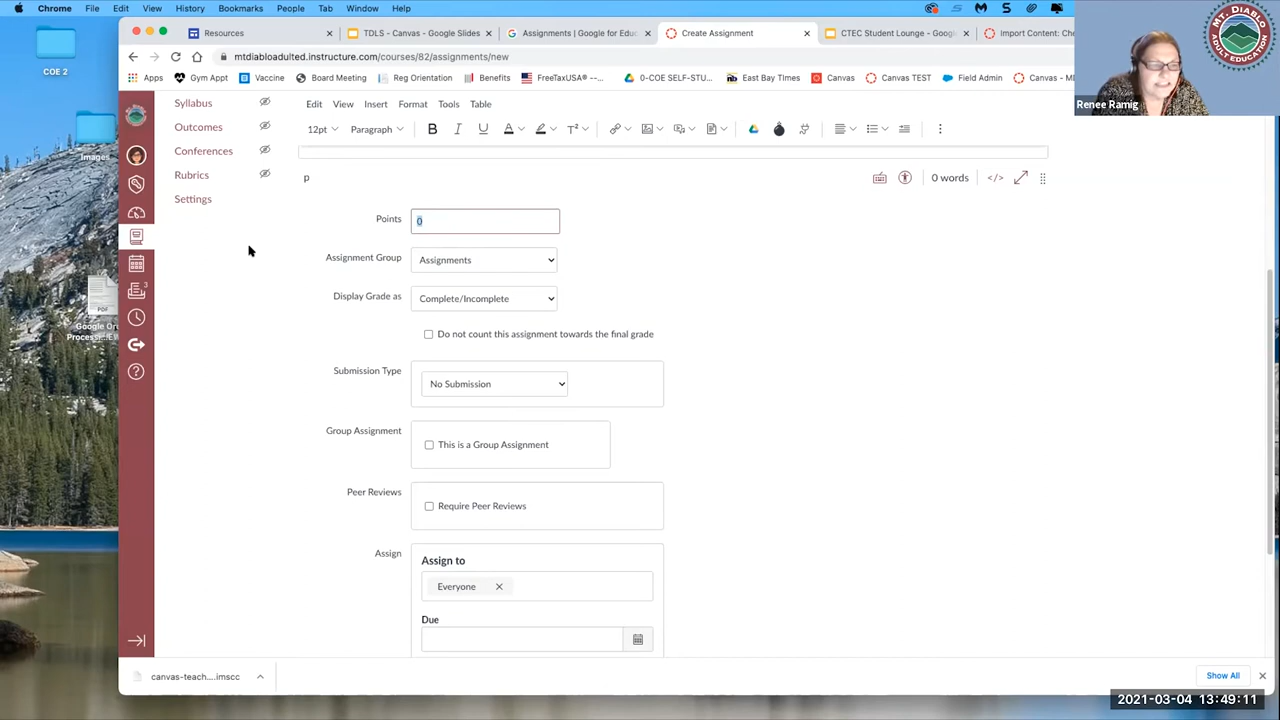 Chrome File Edit View History Bookmarks People Tab Window Help
Resources
TDLS - Canvas - Google Slides
Assignments | Google for Educ
Create Assignment
CTEC Student Lounge - Google
Import Content: Che
mtdiabloadulted.instructure.com/courses/82/assignments/new
Apps Gym Appt Vaccine Board Meeting Reg Orientation Benefits FreeTaxUSA® --... 0-COE SELF-STU... East Bay Times Canvas Canvas TEST Field Admin
MT. DIABLO
ADULT EDUCATION
Renee Ramig
COE 2
Images
PDF
Syllabus
Outcomes
Conferences
Rubrics
Settings
3
Edit View Insert Format Tools Table
12pt Paragraph B I U A T²
p
0 words </>
Points
0
Assignment Group
Assignments
Display Grade as
Complete/Incomplete
Do not count this assignment towards the final grade
Submission Type
No Submission
Group Assignment
This is a Group Assignment
Peer Reviews
Require Peer Reviews
Assign
Assign to
Everyone
Due
canvas-teach....imscc
Show All
2021-03-04 13:49:11